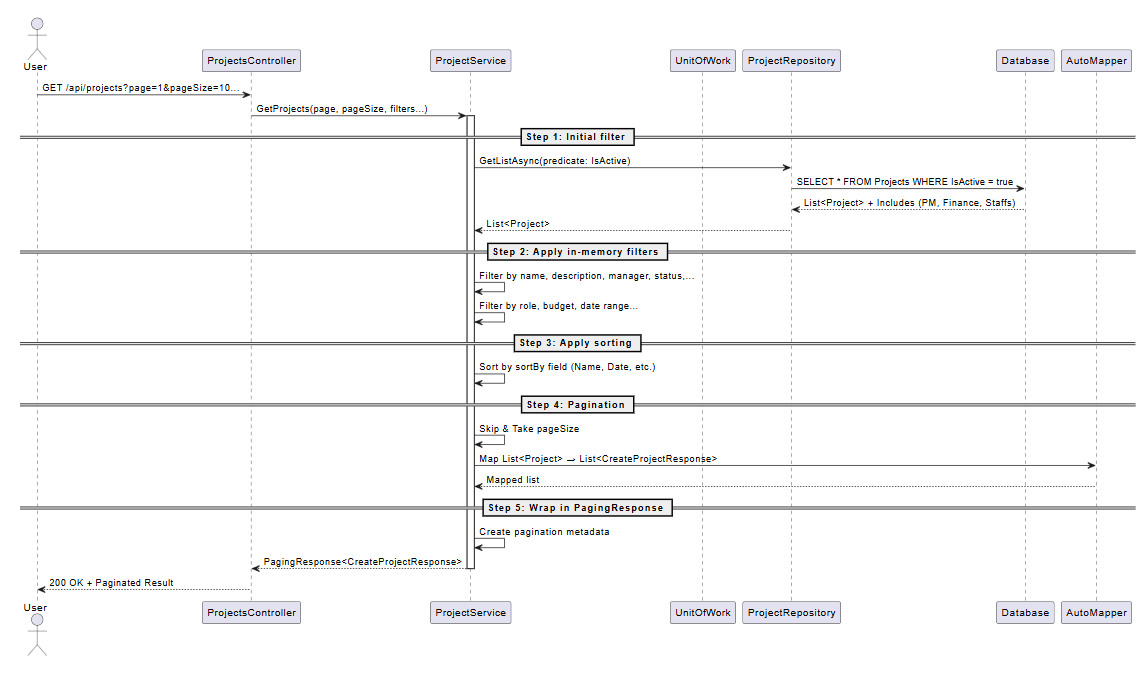 User
ProjectsController
ProjectService
UnitOfWork
ProjectRepository
Database
AutoMapper
GET /api/projects?page=1&pageSize=10...
GetProjects(page, pageSize, filters...)
Step 1: Initial filter
GetListAsync(predicate: IsActive)
SELECT * FROM Projects WHERE IsActive = true
List<Project> + Includes (PM, Finance, Staffs)
List<Project>
Step 2: Apply in-memory filters
Filter by name, description, manager, status,...
Filter by role, budget, date range...
Step 3: Apply sorting
Sort by sortBy field (Name, Date, etc.)
Step 4: Pagination
Skip & Take pageSize
Map List<Project> → List<CreateProjectResponse>
Mapped list
Step 5: Wrap in PagingResponse
Create pagination metadata
PagingResponse<CreateProjectResponse>
200 OK + Paginated Result
User
ProjectsController
ProjectService
UnitOfWork
ProjectRepository
Database
AutoMapper